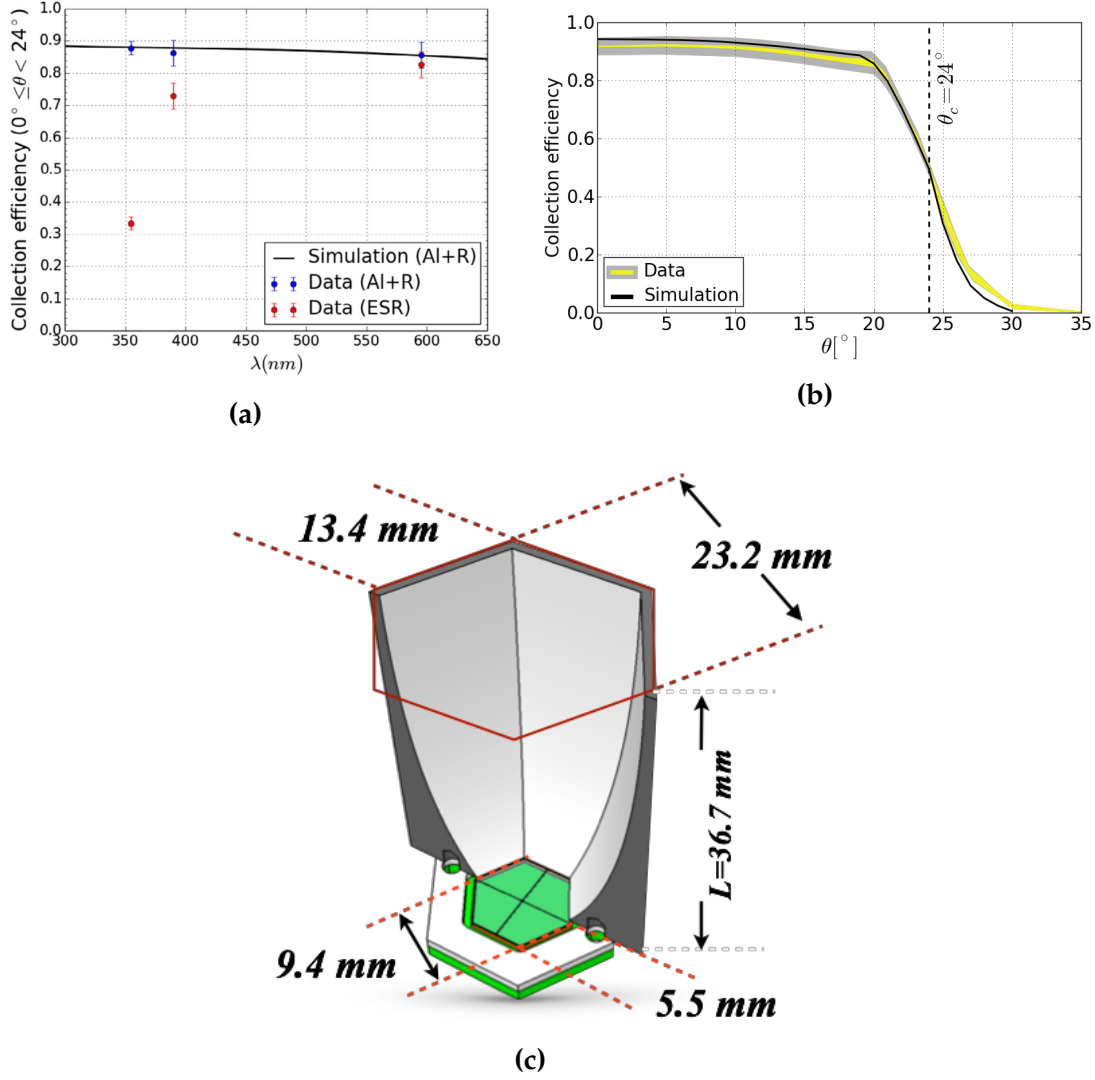 Collection efficiency (0° ≤ θ < 24°)
1.0
0.9
0.8
0.7
0.6
0.5
0.4
0.3
0.2
0.1
0.0
Simulation (Al+R)
Data (Al+R)
Data (ESR)
300 350 400 450 500 550 600 650
λ(nm)
(a)
Collection efficiency
1.0
0.8
0.6
0.4
0.2
0.0
θc = 24°
Data
Simulation
0 5 10 15 20 25 30 35
θ[°]
(b)
13.4 mm
23.2 mm
L=36.7 mm
9.4 mm
5.5 mm
(c)